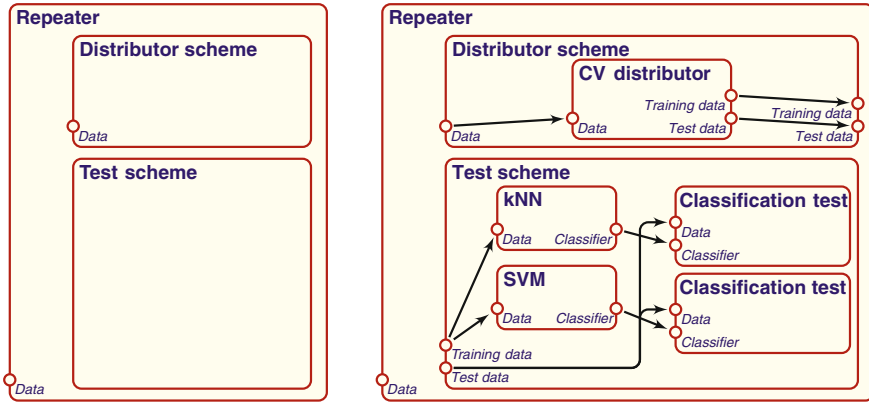 Repeater
Distributor scheme
Data
Test scheme
Data
Repeater
Distributor scheme
CV distributor
Training data
Data
Test data
Data
Training data
Test data
Test scheme
kNN
Data
Classifier
Classification test
Data
Classifier
SVM
Data
Classifier
Classification test
Data
Classifier
Training data
Test data
Data